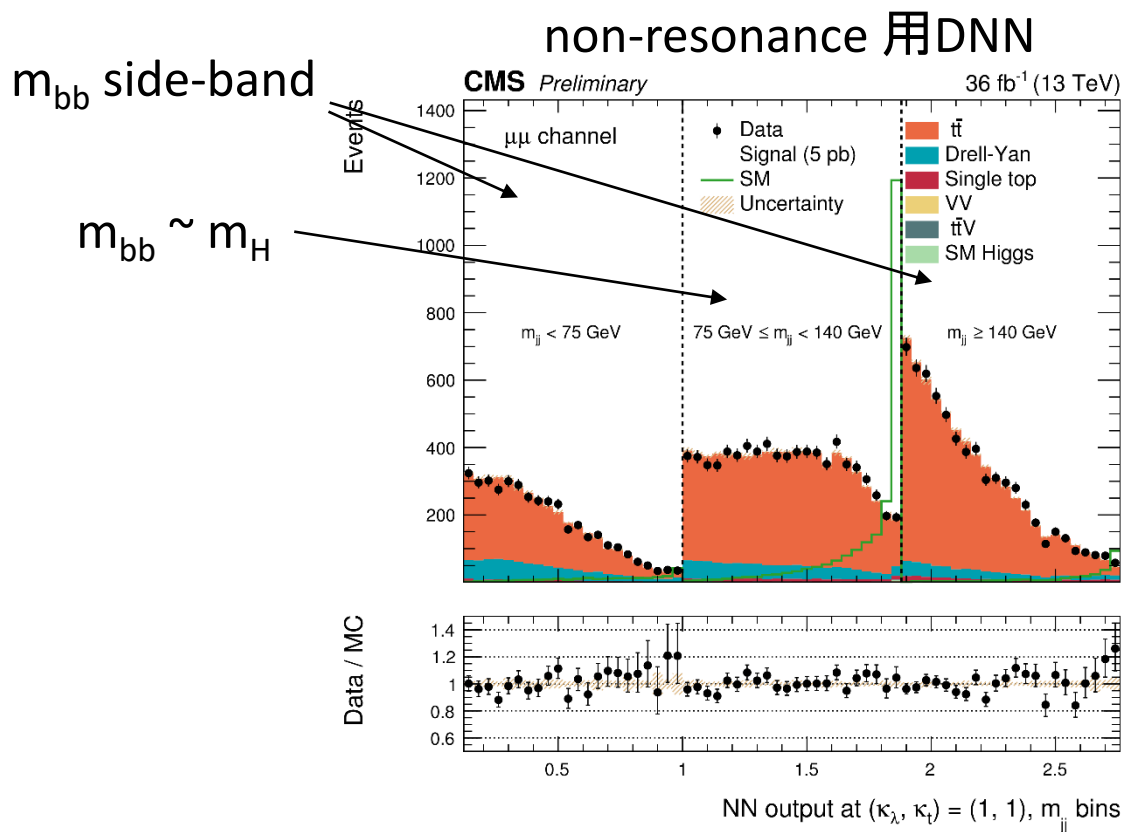 non-resonance 用DNN
m_bb side-band
m_bb ~ m_H
CMS Preliminary
36 fb⁻¹ (13 TeV)
Events
1400
1200
1000
800
600
400
200
μμ channel
Data
Signal (5 pb)
SM
Uncertainty
tt̄
Drell-Yan
Single top
VV
tt̄V
SM Higgs
m_jj < 75 GeV
75 GeV ≤ m_jj < 140 GeV
m_jj ≥ 140 GeV
Data / MC
1.4
1.2
1
0.8
0.6
0.5
1
1.5
2
2.5
NN output at (κ_λ, κ_t) = (1, 1), m_jj bins